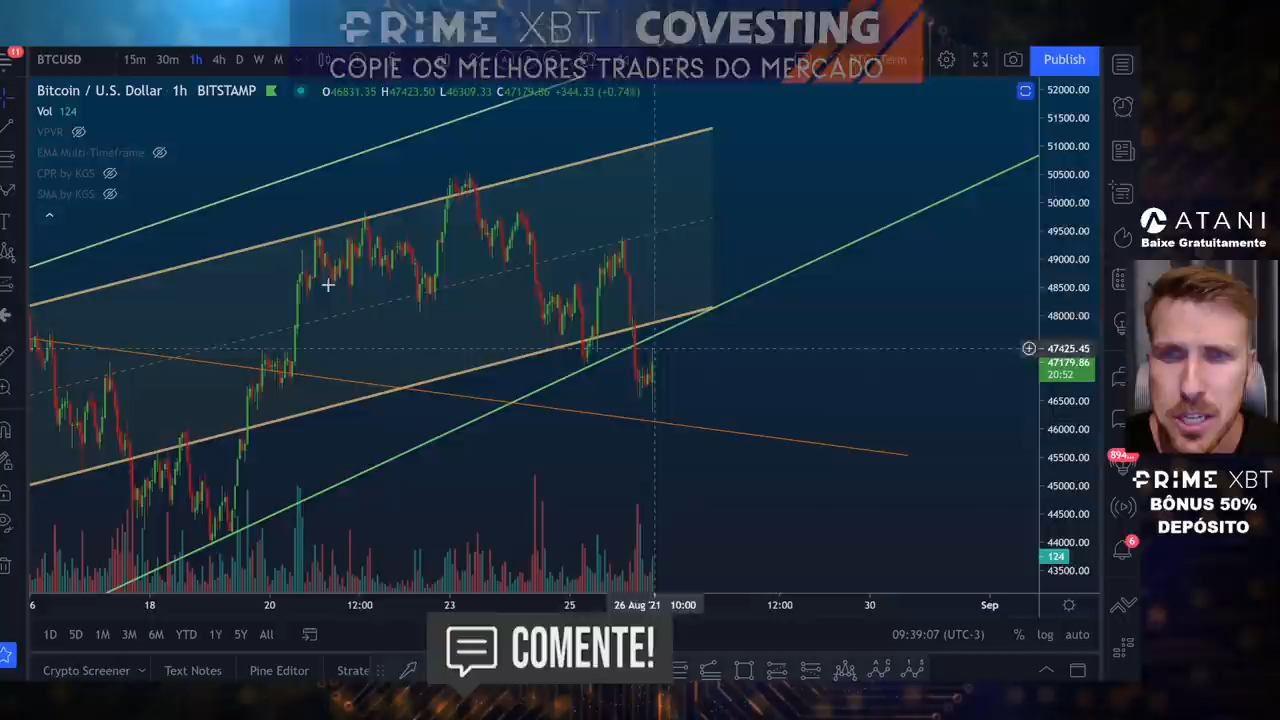 PRIME XBT COVESTING
COPIE OS MELHORES TRADERS DO MERCADO
11
BTCUSD 15m 30m 1h 4h D W M
Publish
Bitcoin / U.S. Dollar 1h BITSTAMP O46831.35 H47423.50 L46309.33 C47179.86 +344.33 (+0.74%)
Vol 124
VPVR
EMA Multi-Timeframe
CPR by KGS
SMA by KGS
52000.00
51500.00
51000.00
50500.00
50000.00
49500.00
49000.00
48500.00
48000.00
47425.45
47179.86
20:52
46500.00
46000.00
45500.00
45000.00
44500.00
44000.00
124
43500.00
6 18 20 12:00 23 25 26 Aug '21 10:00 12:00 30 Sep
1D 5D 1M 3M 6M YTD 1Y 5Y All
09:39:07 (UTC-3) % log auto
Crypto Screener Text Notes Pine Editor Strate
COMENTE!
ATANI
Baixe Gratuitamente
894...
PRIME XBT
BÔNUS 50%
DEPÓSITO
6